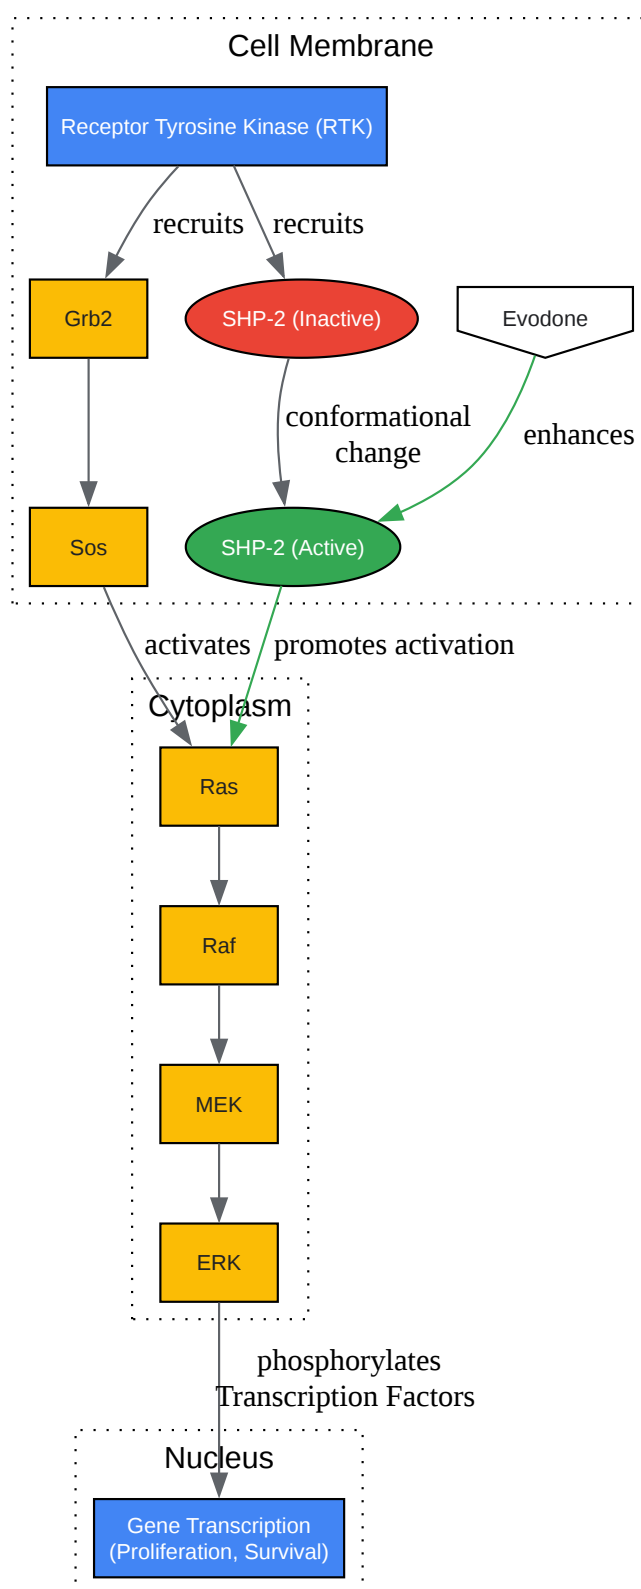 Cell Membrane
Receptor Tyrosine Kinase (RTK)
recruits
recruits
Grb2
SHP-2 (Inactive)
Evodone
conformational
change
enhances
Sos
SHP-2 (Active)
activates
promotes activation
Cytoplasm
Ras
Raf
MEK
ERK
phosphorylates
Transcription Factors
Nucleus
Gene Transcription
(Proliferation, Survival)